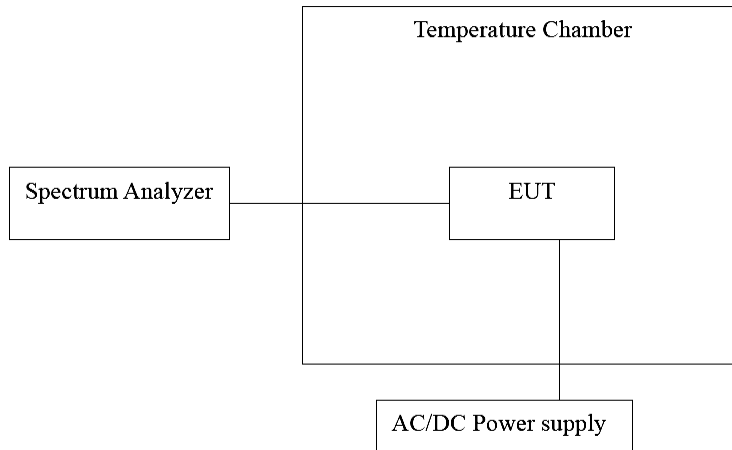 Temperature Chamber
Spectrum Analyzer
EUT
AC/DC Power supply